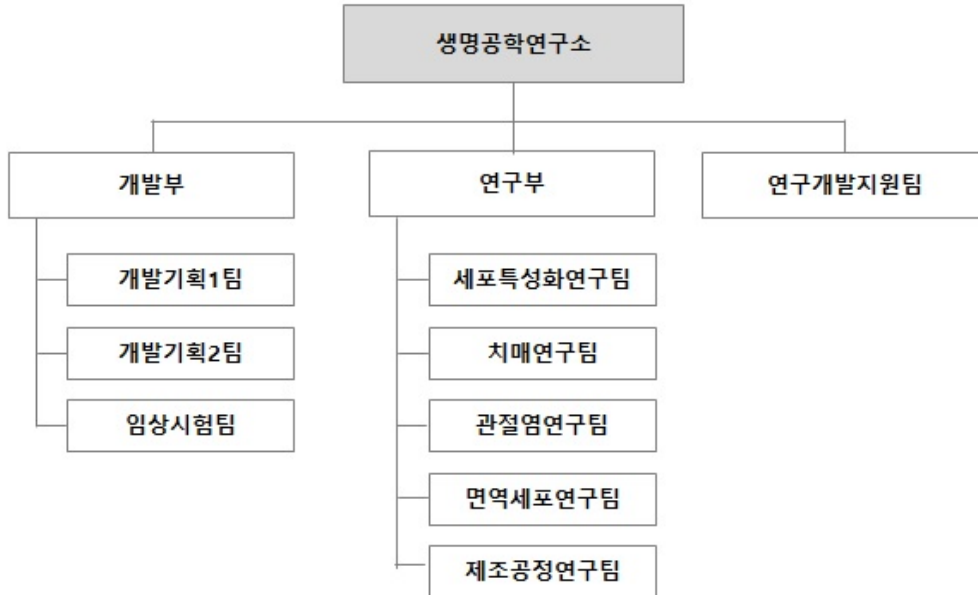 생명공학연구소
개발부
연구부
연구개발지원팀
개발기획1팀
세포특성화연구팀
개발기획2팀
치매연구팀
임상시험팀
관절염연구팀
면역세포연구팀
제조공정연구팀